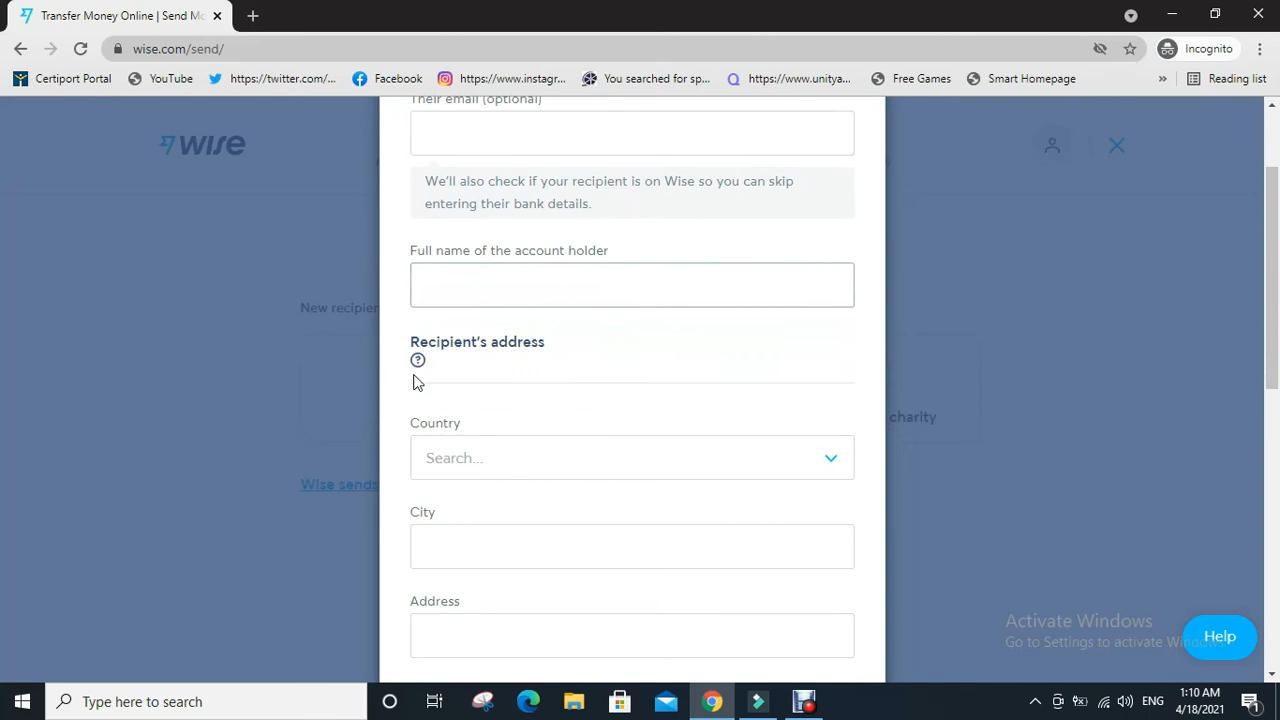 Transfer Money Online | Send Mo
wise.com/send/
Incognito
Certiport Portal
YouTube
https://twitter.com/...
Facebook
https://www.instagr...
You searched for sp...
https://www.unitya...
Free Games
Smart Homepage
»
Reading list
Their email (optional)
wise
We'll also check if your recipient is on Wise so you can skip
entering their bank details.
Full name of the account holder
New recipien
Recipient's address
charity
Country
Search...
Wise sends
City
Address
Activate Windows
Go to Settings to activate Windows.
Help
Type here to search
ENG
1:10 AM
4/18/2021
1